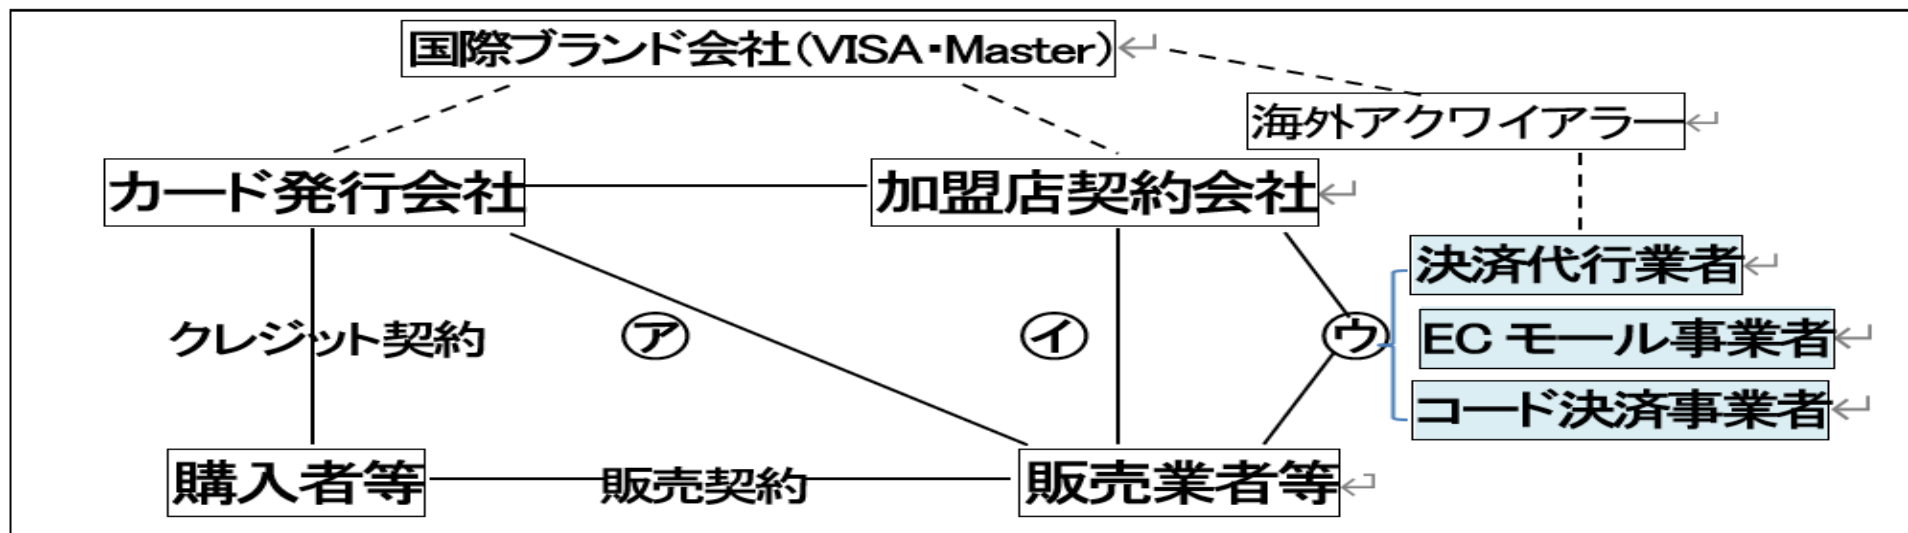 国際ブランド会社(VISA・Master)
海外アクワイアラー
カード発行会社
加盟店契約会社
決済代行業者
クレジット契約
㋐
㋑
㋒
EC モール事業者
コード決済事業者
購入者等
販売契約
販売業者等